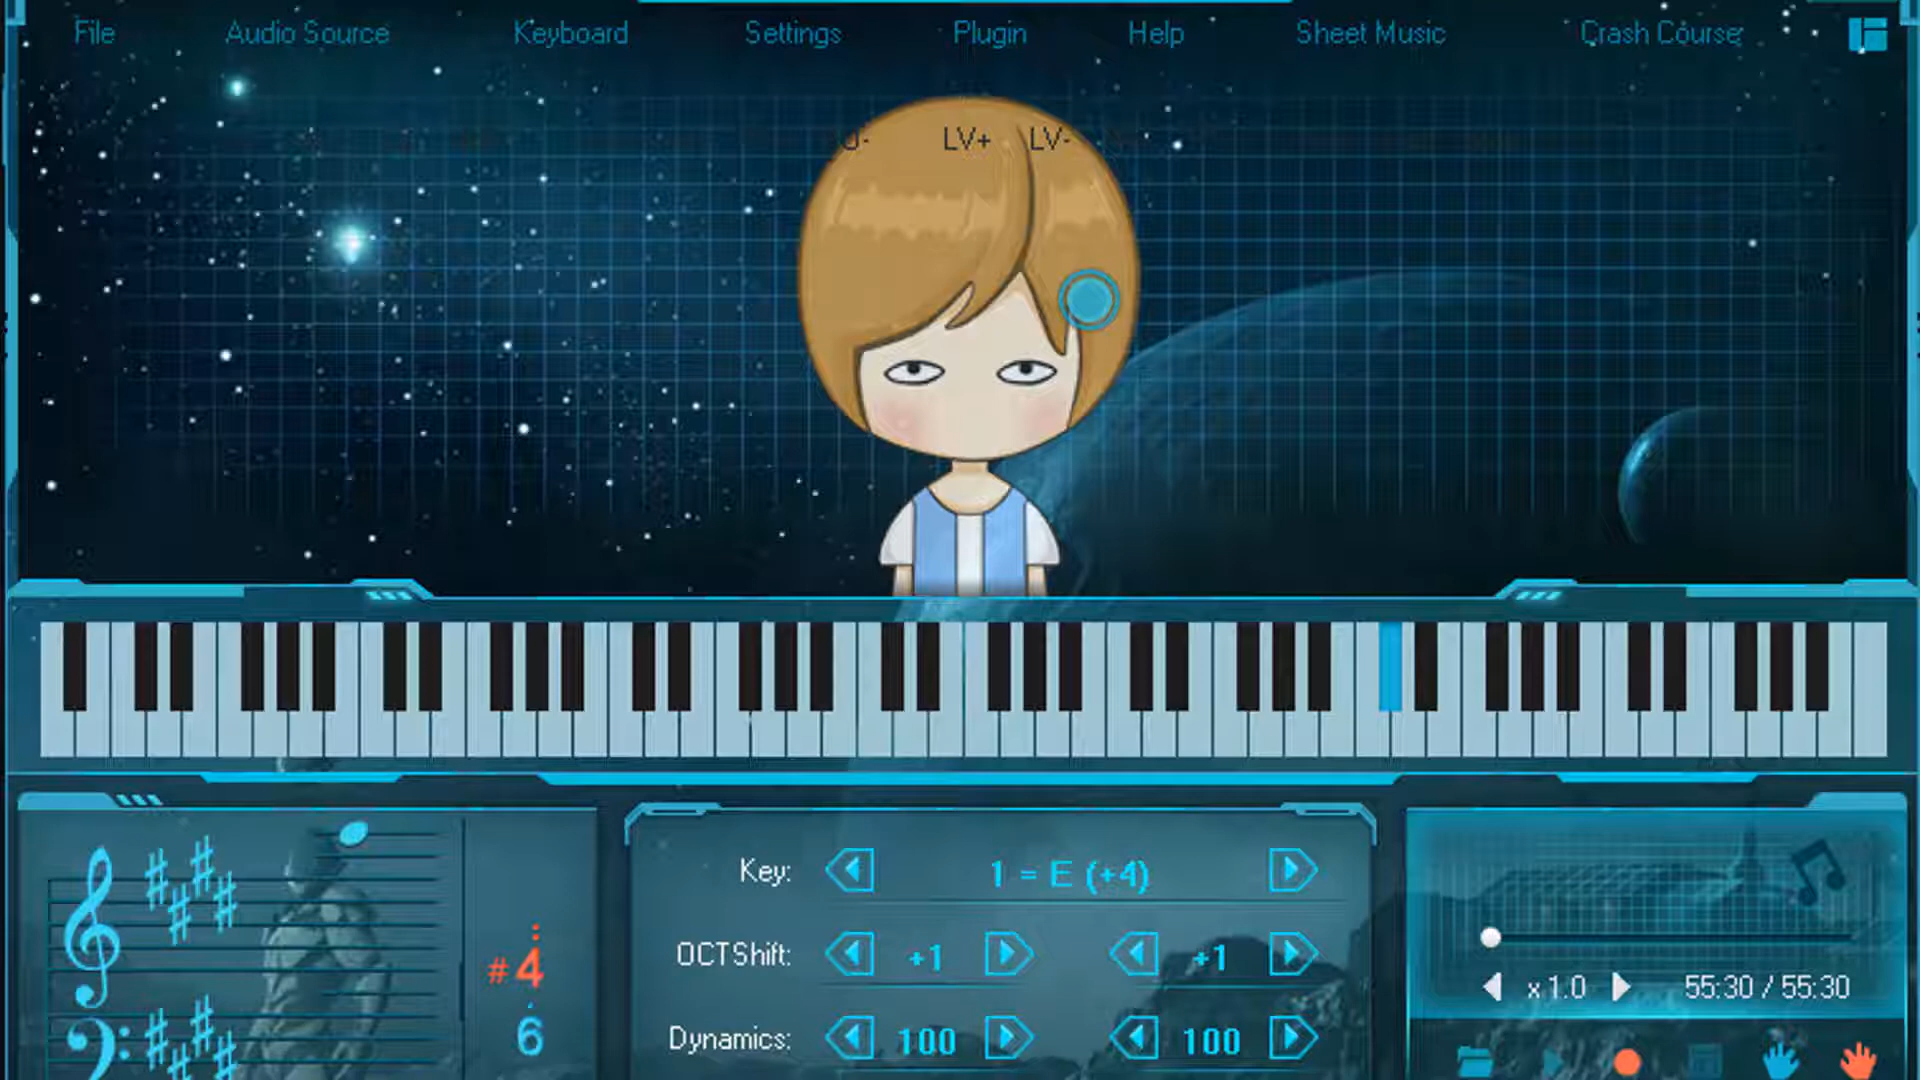 File Audio Source Keyboard Settings Plugin Help Sheet Music Crash Course
LV+ LV-
Key: 1 = E (+4)
OCTShift: +1 +1
Dynamics: 100 100
#4
6
x 1.0 55:30 / 55:30